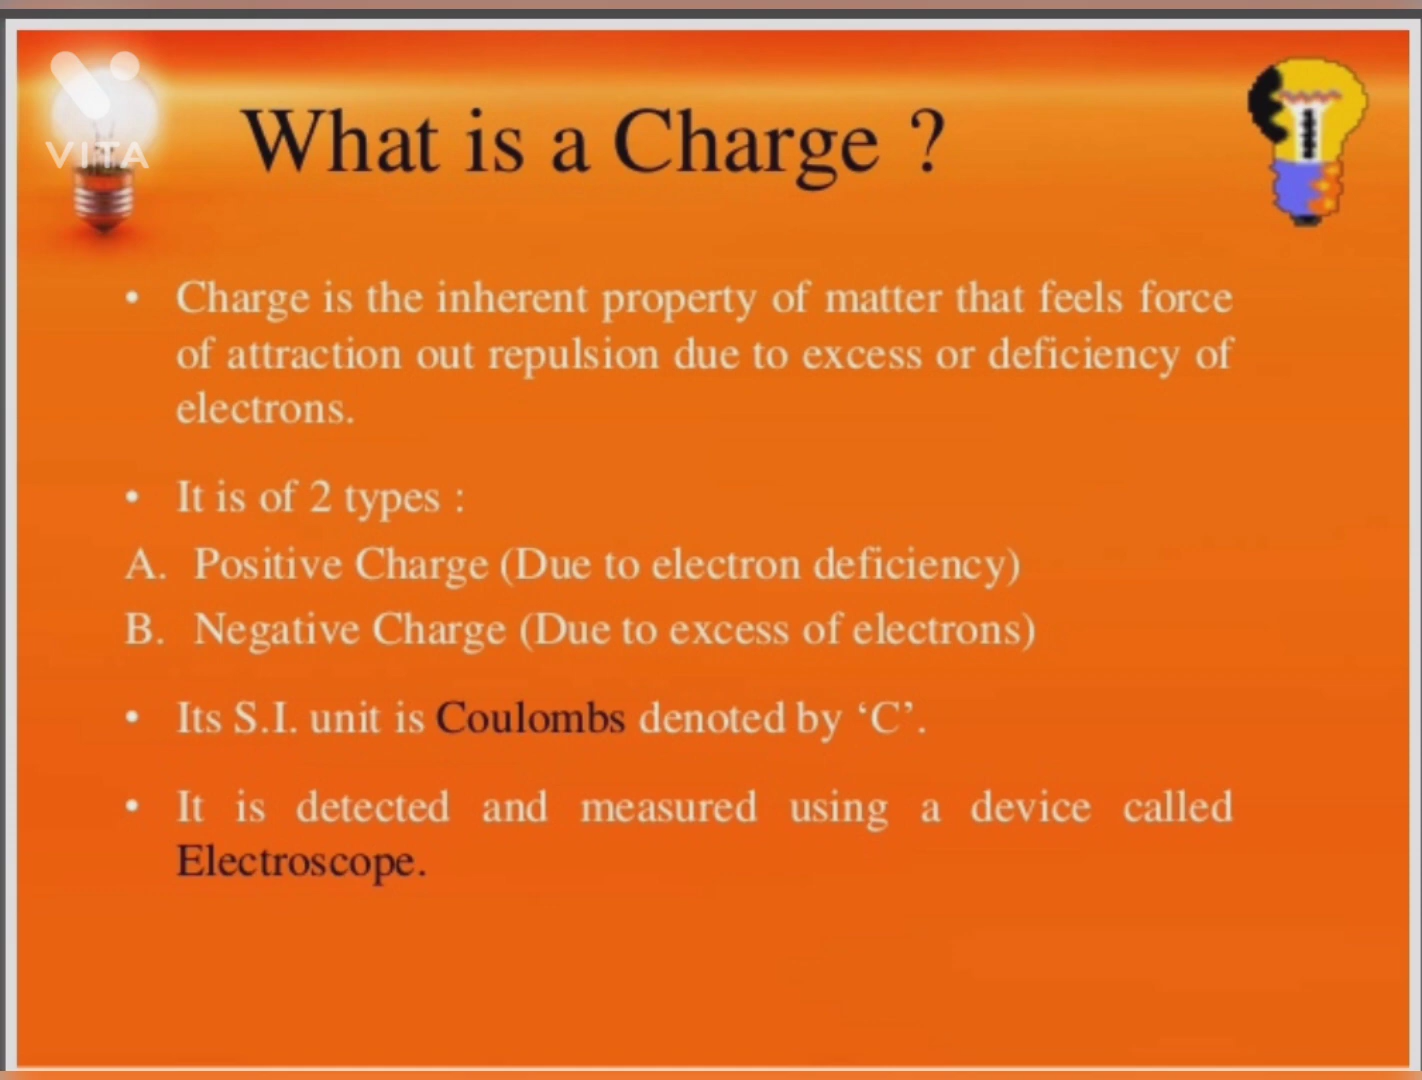 VITA
What is a Charge ?
• Charge is the inherent property of matter that feels force
of attraction out repulsion due to excess or deficiency of
electrons.
• It is of 2 types :
A. Positive Charge (Due to electron deficiency)
B. Negative Charge (Due to excess of electrons)
• Its S.I. unit is Coulombs denoted by ‘C’.
• It is detected and measured using a device called
Electroscope.